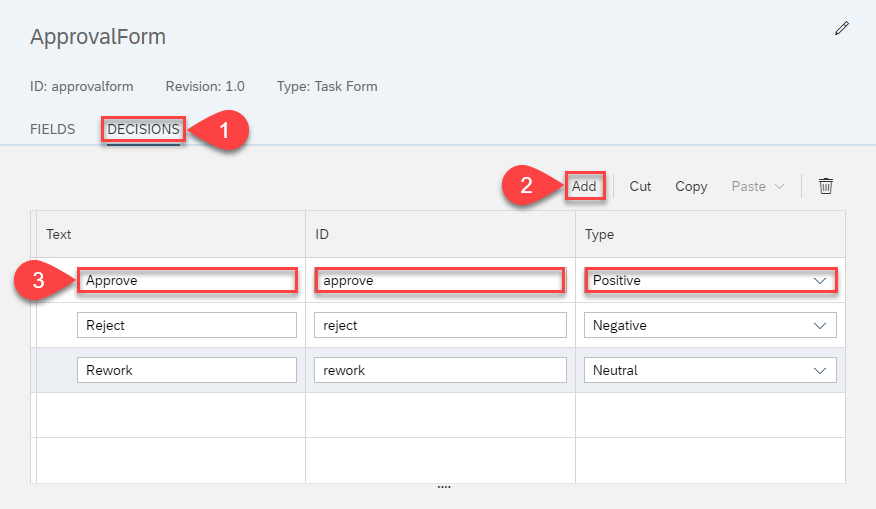 ApprovalForm
ID: approvalform Revision: 1.0 Type: Task Form
FIELDS DECISIONS 1
2 Add Cut Copy Paste
Text ID Type
3 Approve approve Positive
Reject reject Negative
Rework rework Neutral